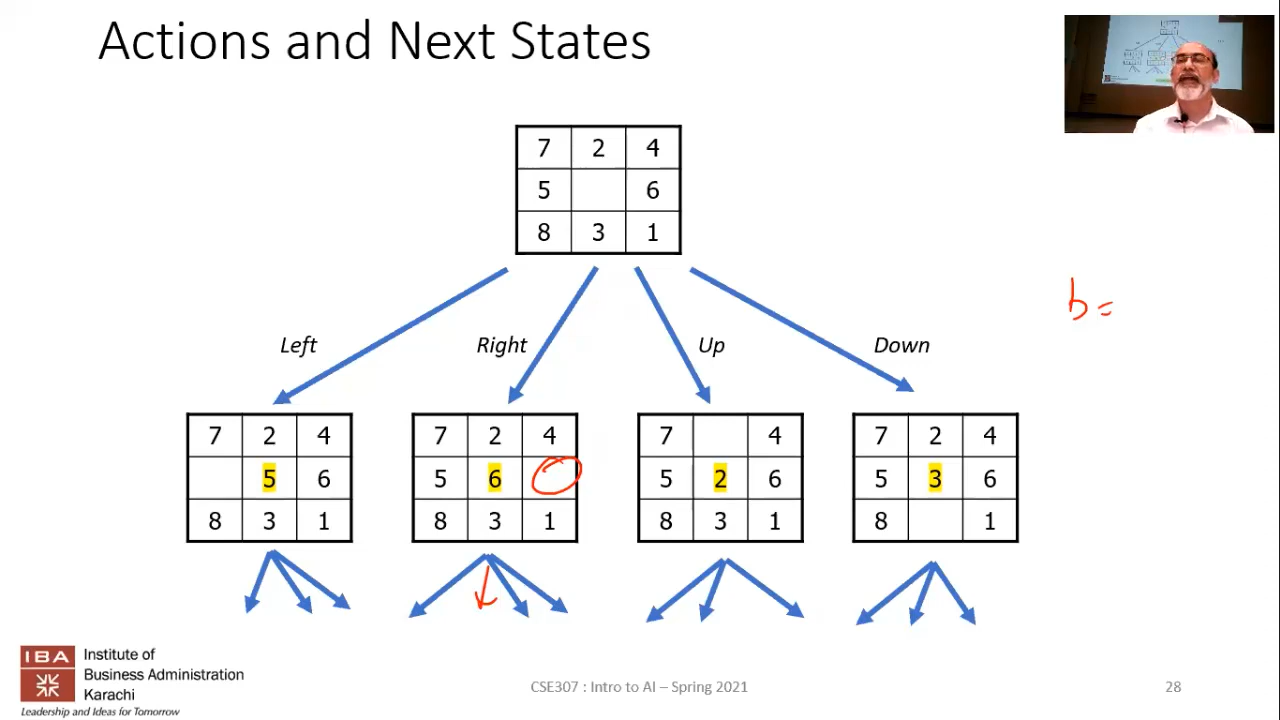 Actions and Next States
7 2 4
5 6
8 3 1
b =
Left Right Up Down
7 2 4
5 6
8 3 1
7 2 4
5 6
8 3 1
7 4
5 2 6
8 3 1
7 2 4
5 3 6
8 1
IBA
Institute of
Business Administration
Karachi
Leadership and Ideas for Tomorrow
CSE307 : Intro to AI – Spring 2021
28